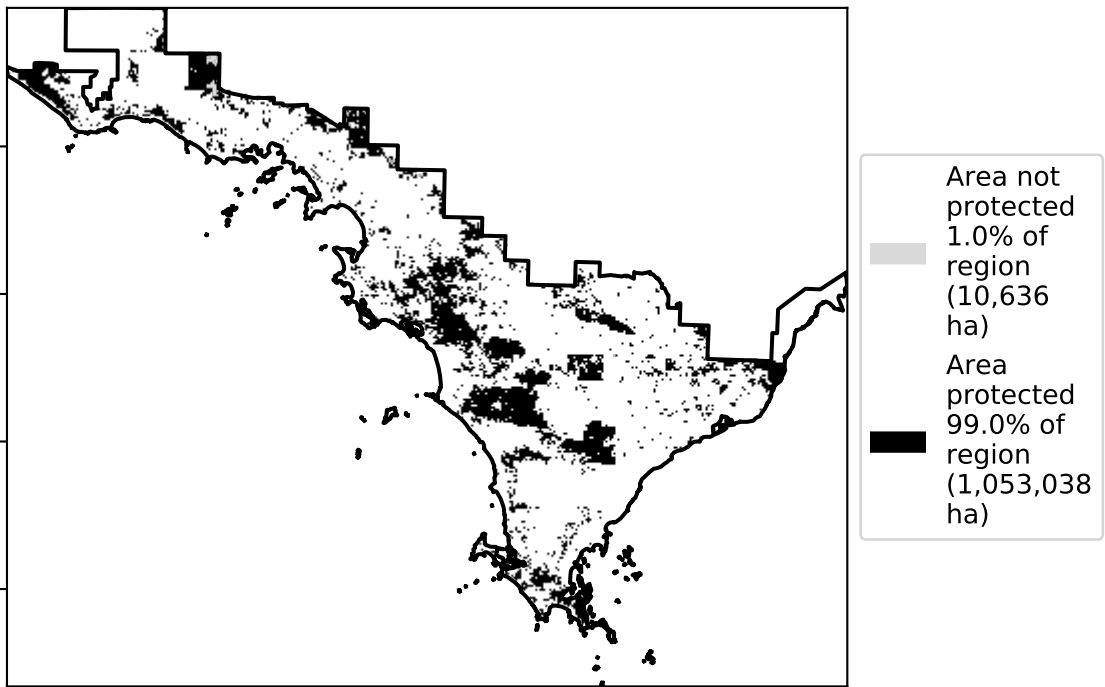 Area not
protected
1.0% of
region
(10,636
ha)
Area
protected
99.0% of
region
(1,053,038
ha)